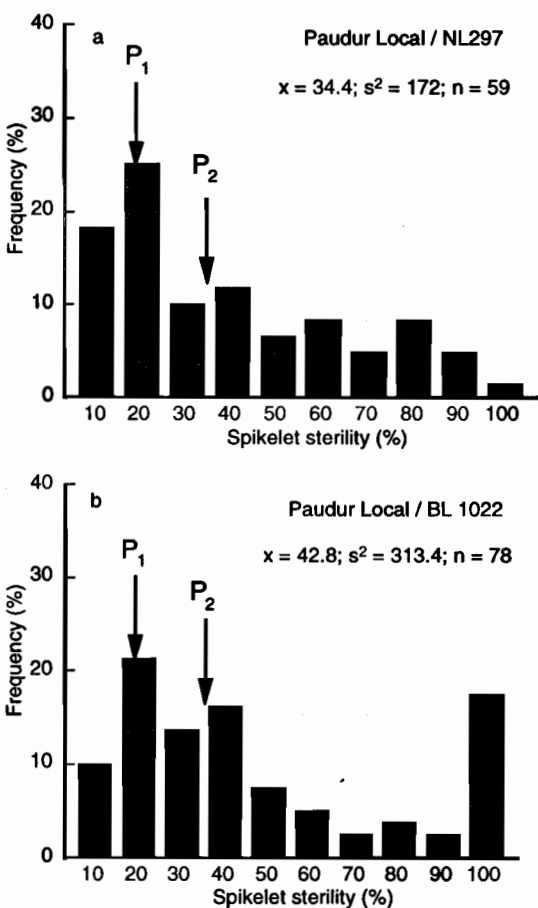 40
a
P1
Paudur Local / NL297
x = 34.4; s² = 172; n = 59
30
P2
Frequency (%)
20
10
0
10 20 30 40 50 60 70 80 90 100
Spikelet sterility (%)
40
b
Paudur Local / BL 1022
P1
x = 42.8; s² = 313.4; n = 78
30
P2
Frequency (%)
20
10
0
10 20 30 40 50 60 70 80 90 100
Spikelet sterility (%)